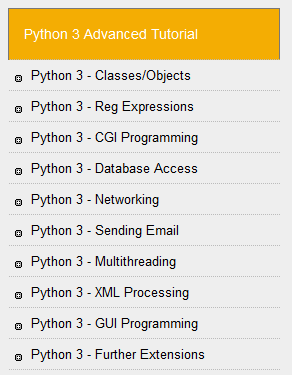 Python 3 Advanced Tutorial
Python 3 - Classes/Objects
Python 3 - Reg Expressions
Python 3 - CGI Programming
Python 3 - Database Access
Python 3 - Networking
Python 3 - Sending Email
Python 3 - Multithreading
Python 3 - XML Processing
Python 3 - GUI Programming
Python 3 - Further Extensions